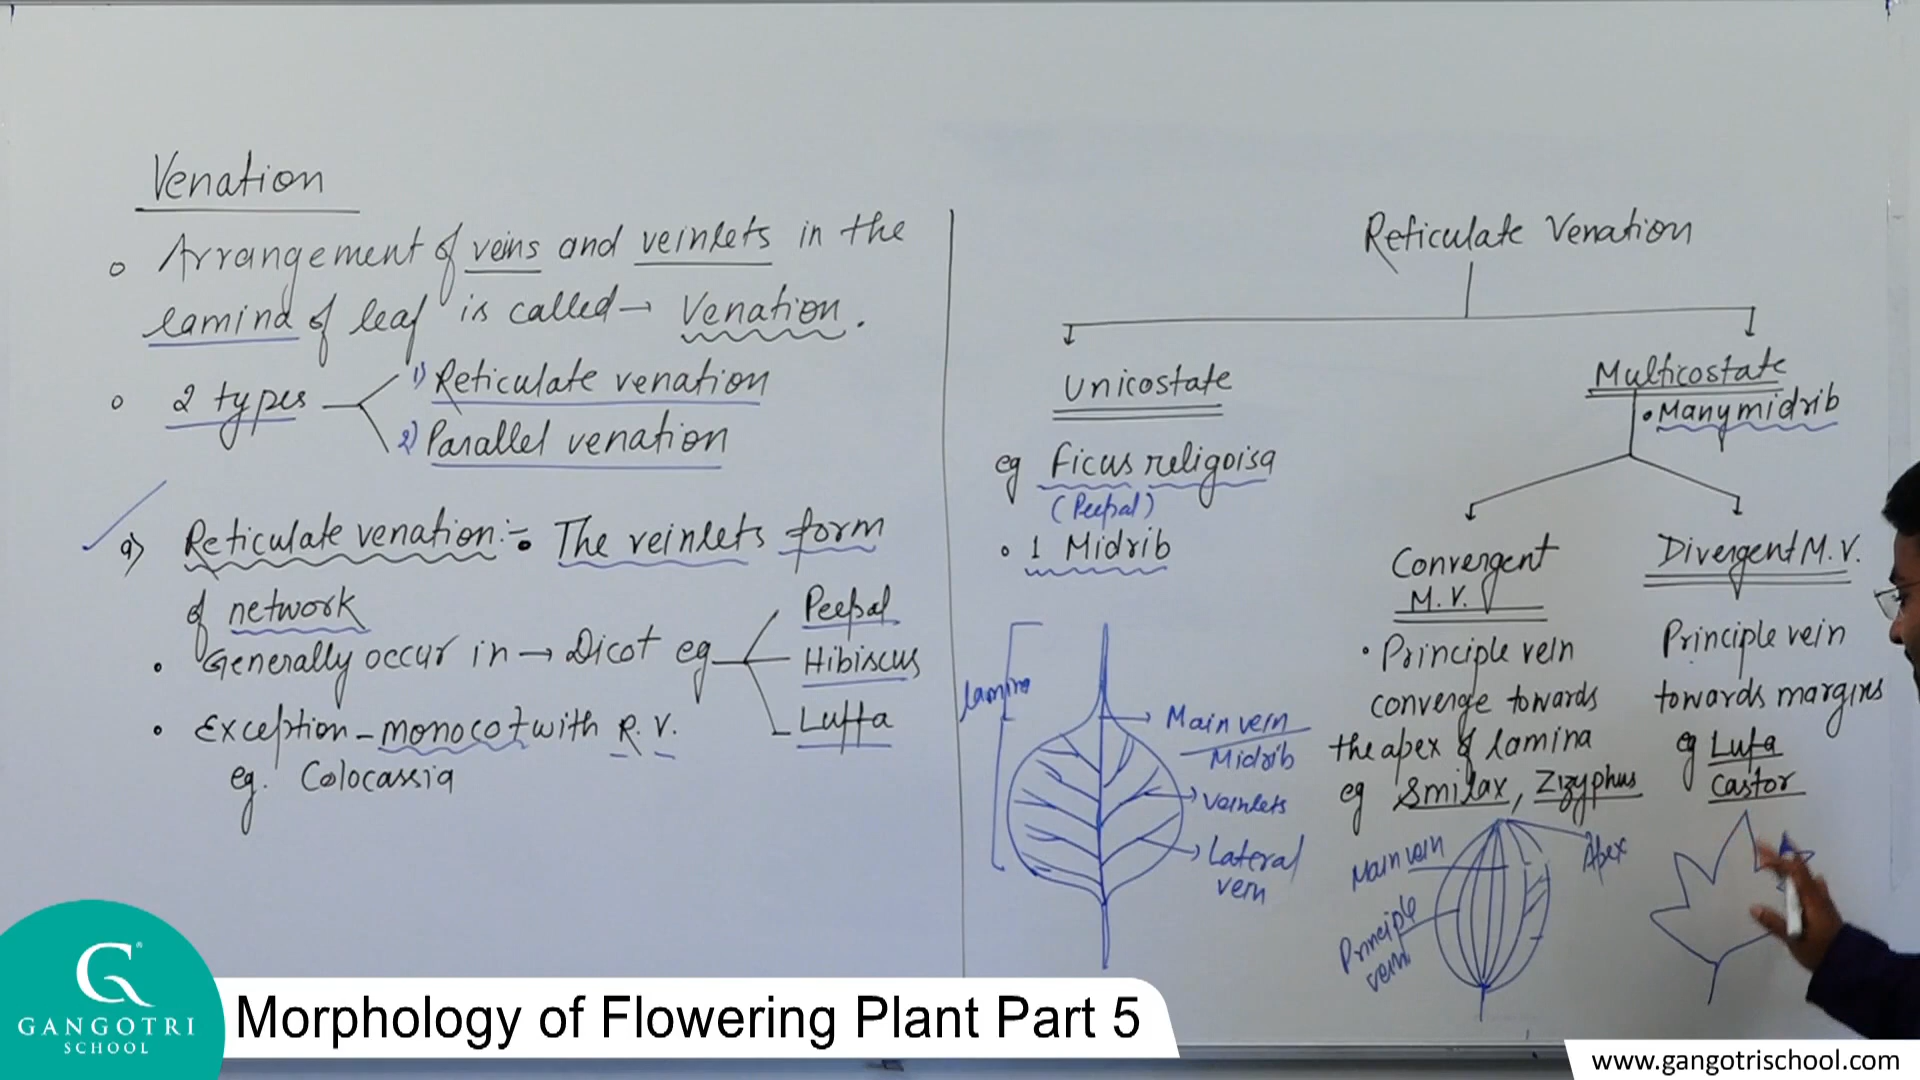 Venation
Arrangement of veins and veinlets in the
lamina of leaf is called → Venation.
2 types
1) Reticulate venation
2) Parallel venation
a) Reticulate venation:- The veinlets form
of network
Generally occur in → Dicot eg
Peepal
Hibiscus
Luffa
Exception - monocot with R. V.
eg. Colocassia
Reticulate Venation
Unicostate
eg Ficus religoisa
(Peepal)
1 Midrib
lamina
Main vein
Midrib
veinlets
Lateral
vein
Multicostate
Many midrib
Convergent
M. V.
Principle vein
converge towards
the apex of lamina
eg Smilax, Zizyphus
Main vein
Apex
Principle
vein
Divergent M. V.
Principle vein
towards margins
eg Lufa
Castor
G
GANGOTRI
SCHOOL
Morphology of Flowering Plant Part 5
www.gangotrischool.com